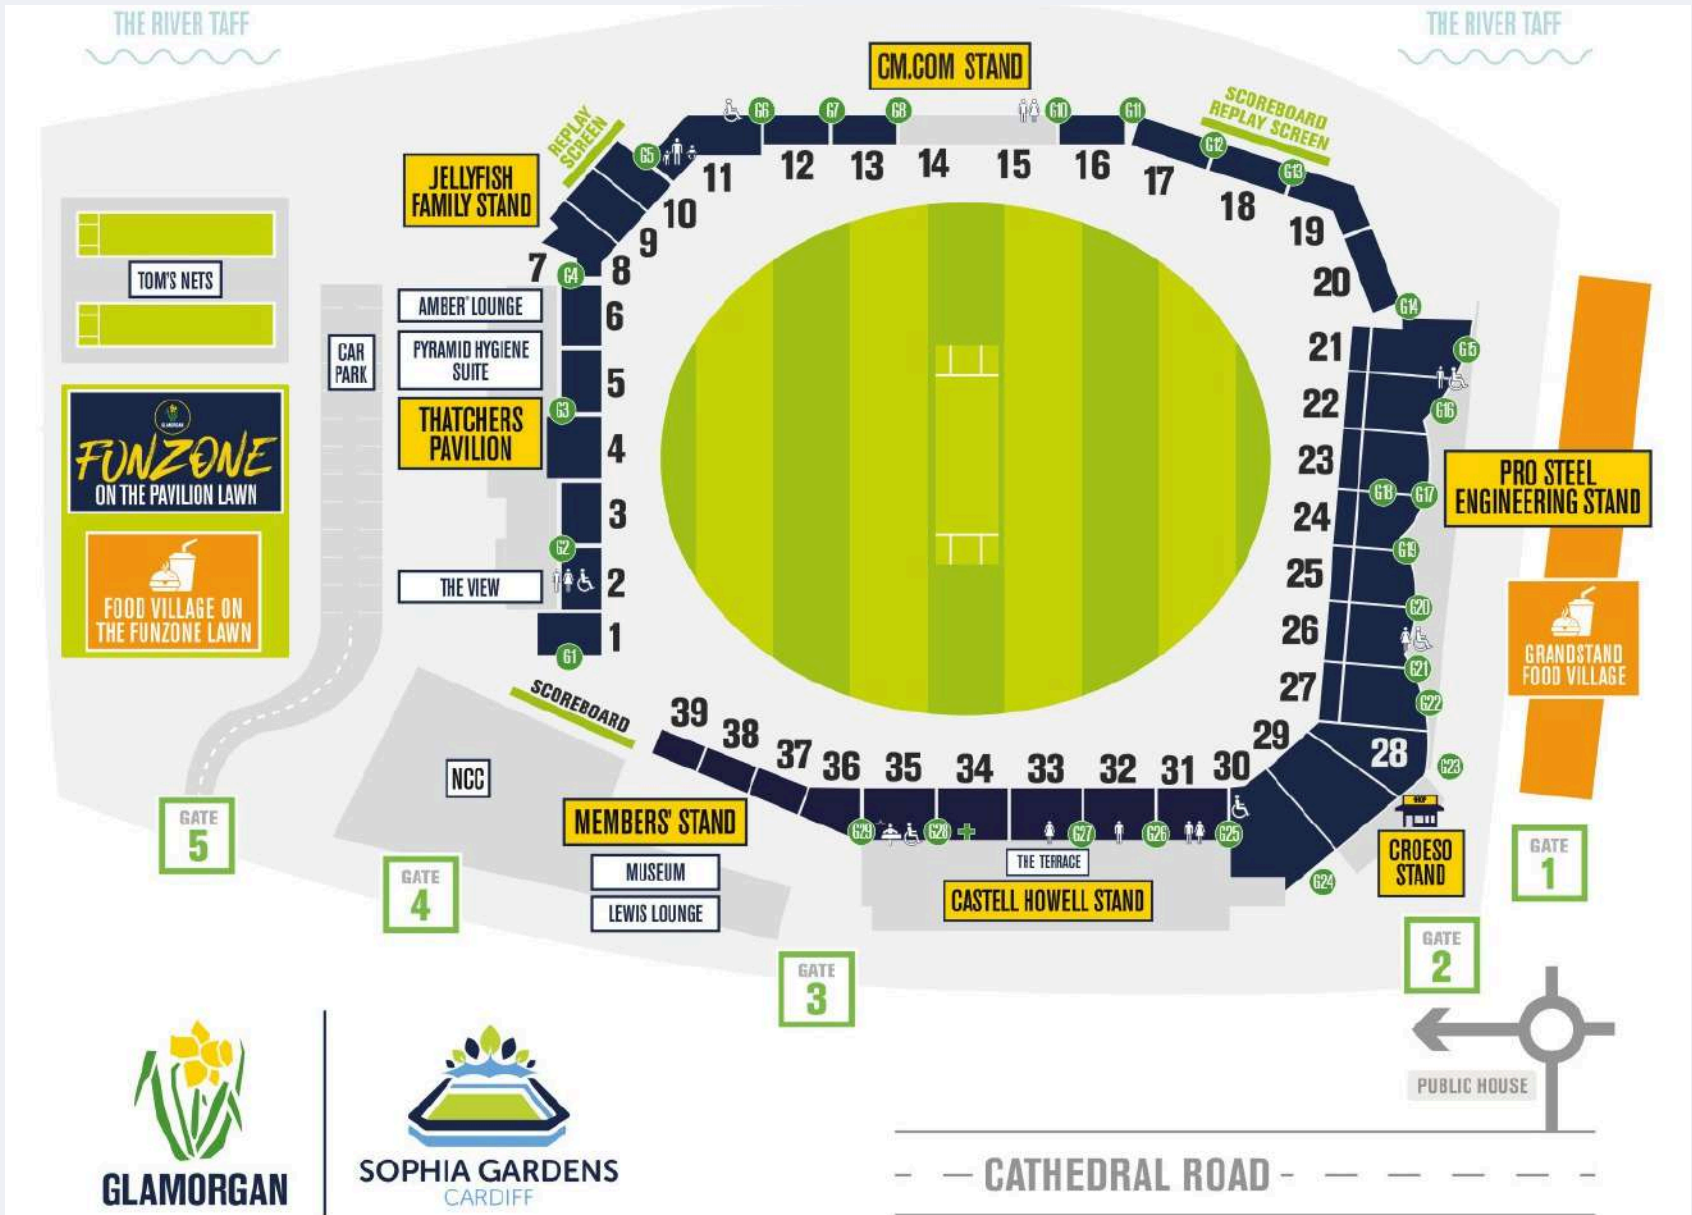 THE RIVER TAFF
THE RIVER TAFF
CM.COM STAND
SCOREBOARD
REPLAY SCREEN
REPLAY
SCREEN
JELLYFISH
FAMILY STAND
G6
G7
G8
G10
G11
G12
G13
G5
11
12
13
14
15
16
17
18
19
20
10
9
8
7
G4
TOM'S NETS
AMBER LOUNGE
6
G14
CAR
PARK
PYRAMID HYGIENE
SUITE
5
21
G15
G3
THATCHERS
PAVILION
4
22
G16
GLAMORGAN
FUNZONE
ON THE PAVILION LAWN
3
23
PRO STEEL
ENGINEERING STAND
G18
G17
24
G2
G19
THE VIEW
2
25
FOOD VILLAGE ON
THE FUNZONE LAWN
G20
1
26
G1
G21
GRANDSTAND
FOOD VILLAGE
27
G22
SCOREBOARD
39
38
37
36
35
34
33
32
31
30
29
28
G23
NCC
SHOP
GATE
5
MEMBERS' STAND
G29
G28
G27
G26
G25
CROESO
STAND
GATE
1
MUSEUM
THE TERRACE
G24
GATE
4
LEWIS LOUNGE
CASTELL HOWELL STAND
GATE
3
GATE
2
PUBLIC HOUSE
GLAMORGAN
SOPHIA GARDENS
CARDIFF
CATHEDRAL ROAD